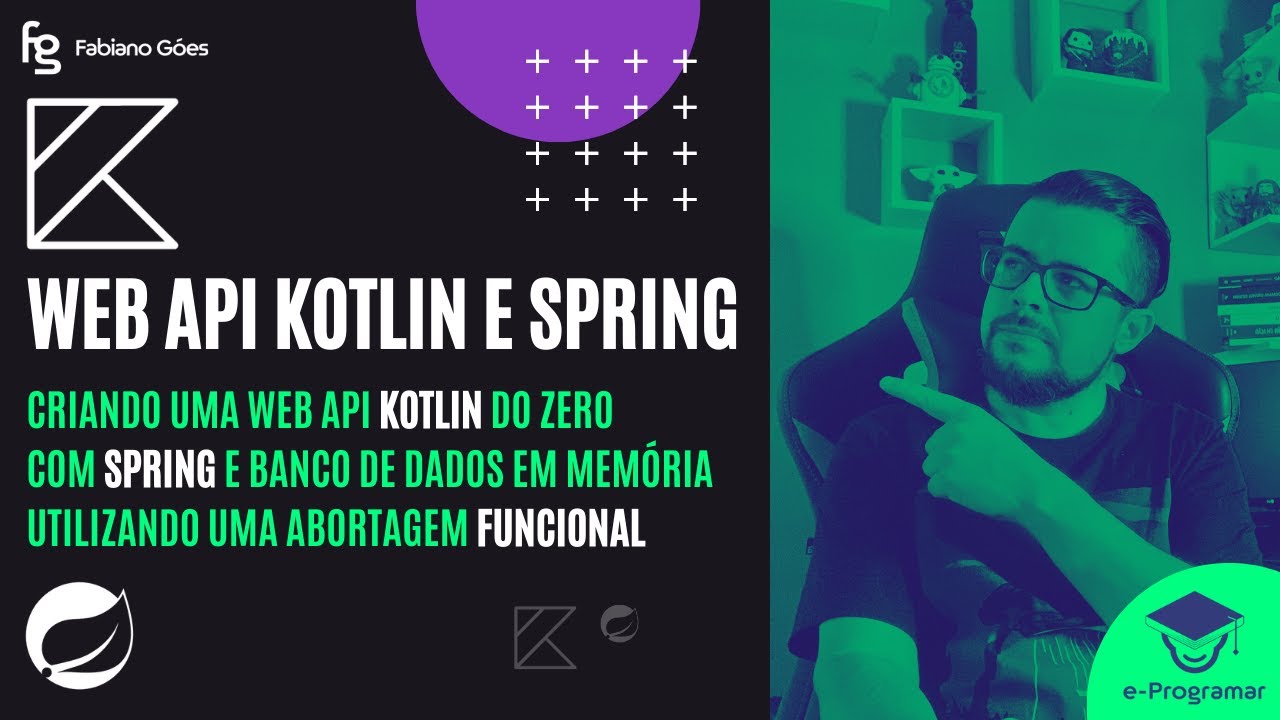 fg Fabiano Góes
WEB API KOTLIN E SPRING
CRIANDO UMA WEB API KOTLIN DO ZERO
COM SPRING E BANCO DE DADOS EM MEMÓRIA
UTILIZANDO UMA ABORTAGEM FUNCIONAL
e-Programar